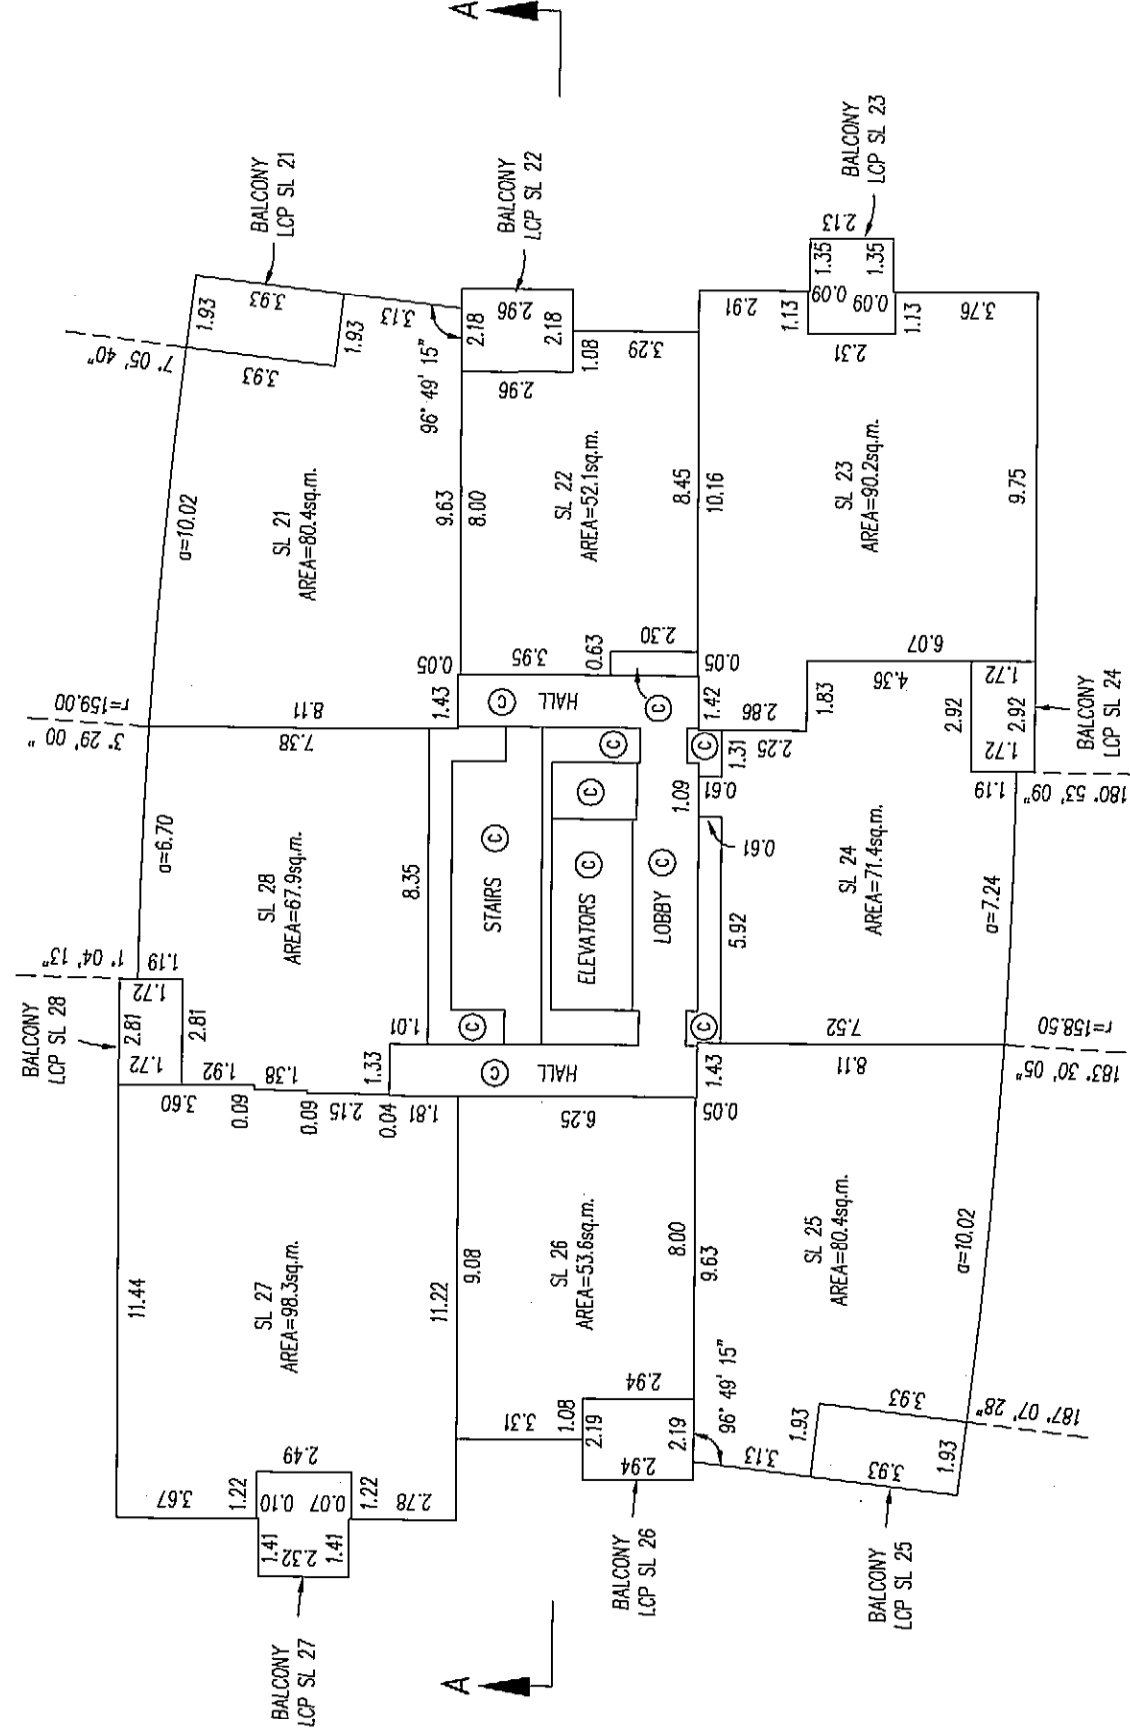 A
BALCONY
LCP SL 21
BALCONY
LCP SL 22
BALCONY
LCP SL 23
7° 05' 40"
1.93
3.93
1.93
3.93
3.13
96° 49' 15"
a=10.02
SL 21
AREA=80.4sq.m.
9.63
0.05
8.11
1.43
r=159.00
3° 29' 00 "
2.18
2.96
2.18
2.96
1.08
3.29
8.00
SL 22
AREA=52.1sq.m.
8.45
3.95
0.63
2.30
0.05
2.91
1.13
0.09
1.35
2.13
1.35
0.09
1.13
2.31
3.76
10.16
SL 23
AREA=90.2sq.m.
9.75
6.07
1.42
2.86
1.83
4.36
2.92
1.72
2.92
1.72
BALCONY
LCP SL 24
180° 53' 09"
1.19
a=6.70
7.38
SL 28
AREA=67.9sq.m.
8.35
1.01
1° 04' 13"
1.19
1.72
2.81
2.81
1.72
BALCONY
LCP SL 28
HALL
C
C
C
C
STAIRS
C
C
C
ELEVATORS
C
LOBBY
C
C
C
HALL
C
1.09
0.61
1.31
2.25
0.61
5.92
SL 24
AREA=71.4sq.m.
a=7.24
7.52
r=158.50
183° 30' 05"
3.60
1.92
0.09
1.38
0.09
2.15
0.04
1.33
1.81
11.44
SL 27
AREA=98.3sq.m.
11.22
3.67
1.22
0.10
2.49
0.07
1.22
2.78
1.41
2.32
1.41
BALCONY
LCP SL 27
6.25
9.08
SL 26
AREA=53.6sq.m.
8.00
3.31
1.08
2.19
2.94
2.19
2.94
BALCONY
LCP SL 26
1.43
0.05
8.11
9.63
SL 25
AREA=80.4sq.m.
a=10.02
96° 49' 15"
3.13
1.93
3.93
3.93
1.93
187° 07' 28"
BALCONY
LCP SL 25
A